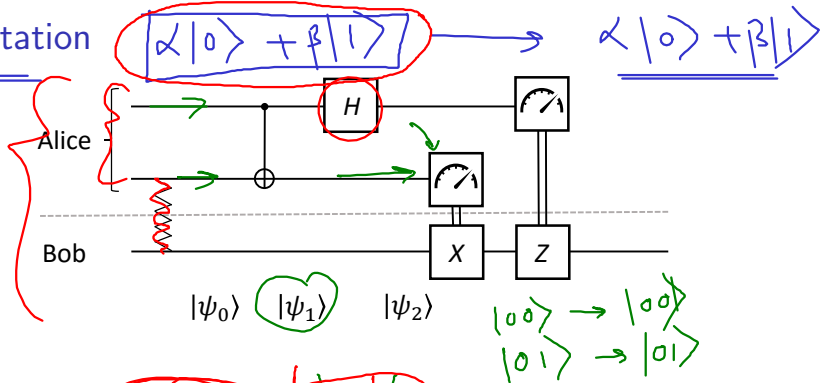 tation α|0⟩ + β|1⟩ α|0⟩ + β|1⟩
H
Alice
Bob X Z
|ψ₀⟩ |ψ₁⟩ |ψ₂⟩
|00⟩ → |00⟩
|01⟩ → |01⟩